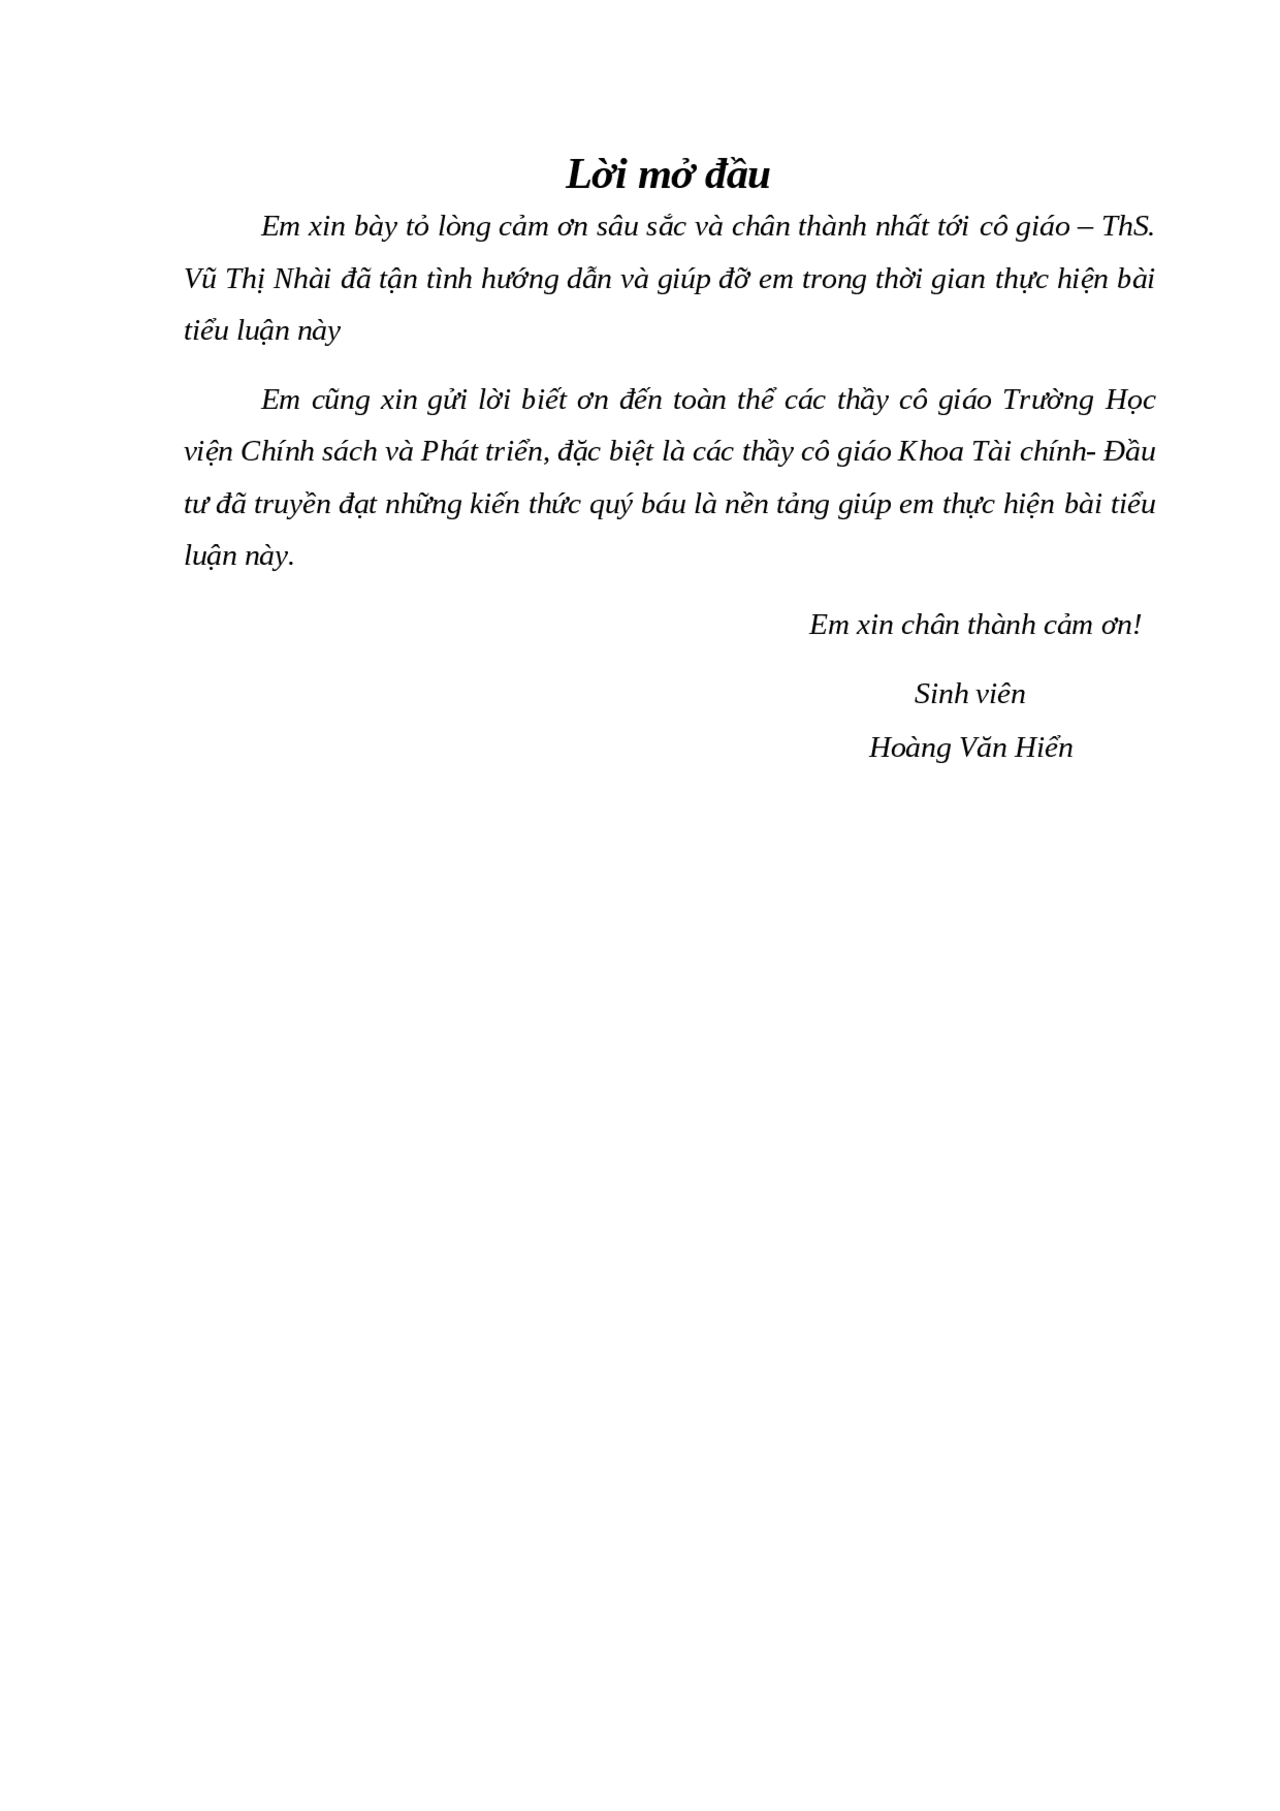 Lời mở đầu
Em xin bày tỏ lòng cảm ơn sâu sắc và chân thành nhất tới cô giáo – ThS.
Vũ Thị Nhài đã tận tình hướng dẫn và giúp đỡ em trong thời gian thực hiện bài
tiểu luận này
Em cũng xin gửi lời biết ơn đến toàn thể các thầy cô giáo Trường Học
viện Chính sách và Phát triển, đặc biệt là các thầy cô giáo Khoa Tài chính- Đầu
tư đã truyền đạt những kiến thức quý báu là nền tảng giúp em thực hiện bài tiểu
luận này.
Em xin chân thành cảm ơn!
Sinh viên
Hoàng Văn Hiển